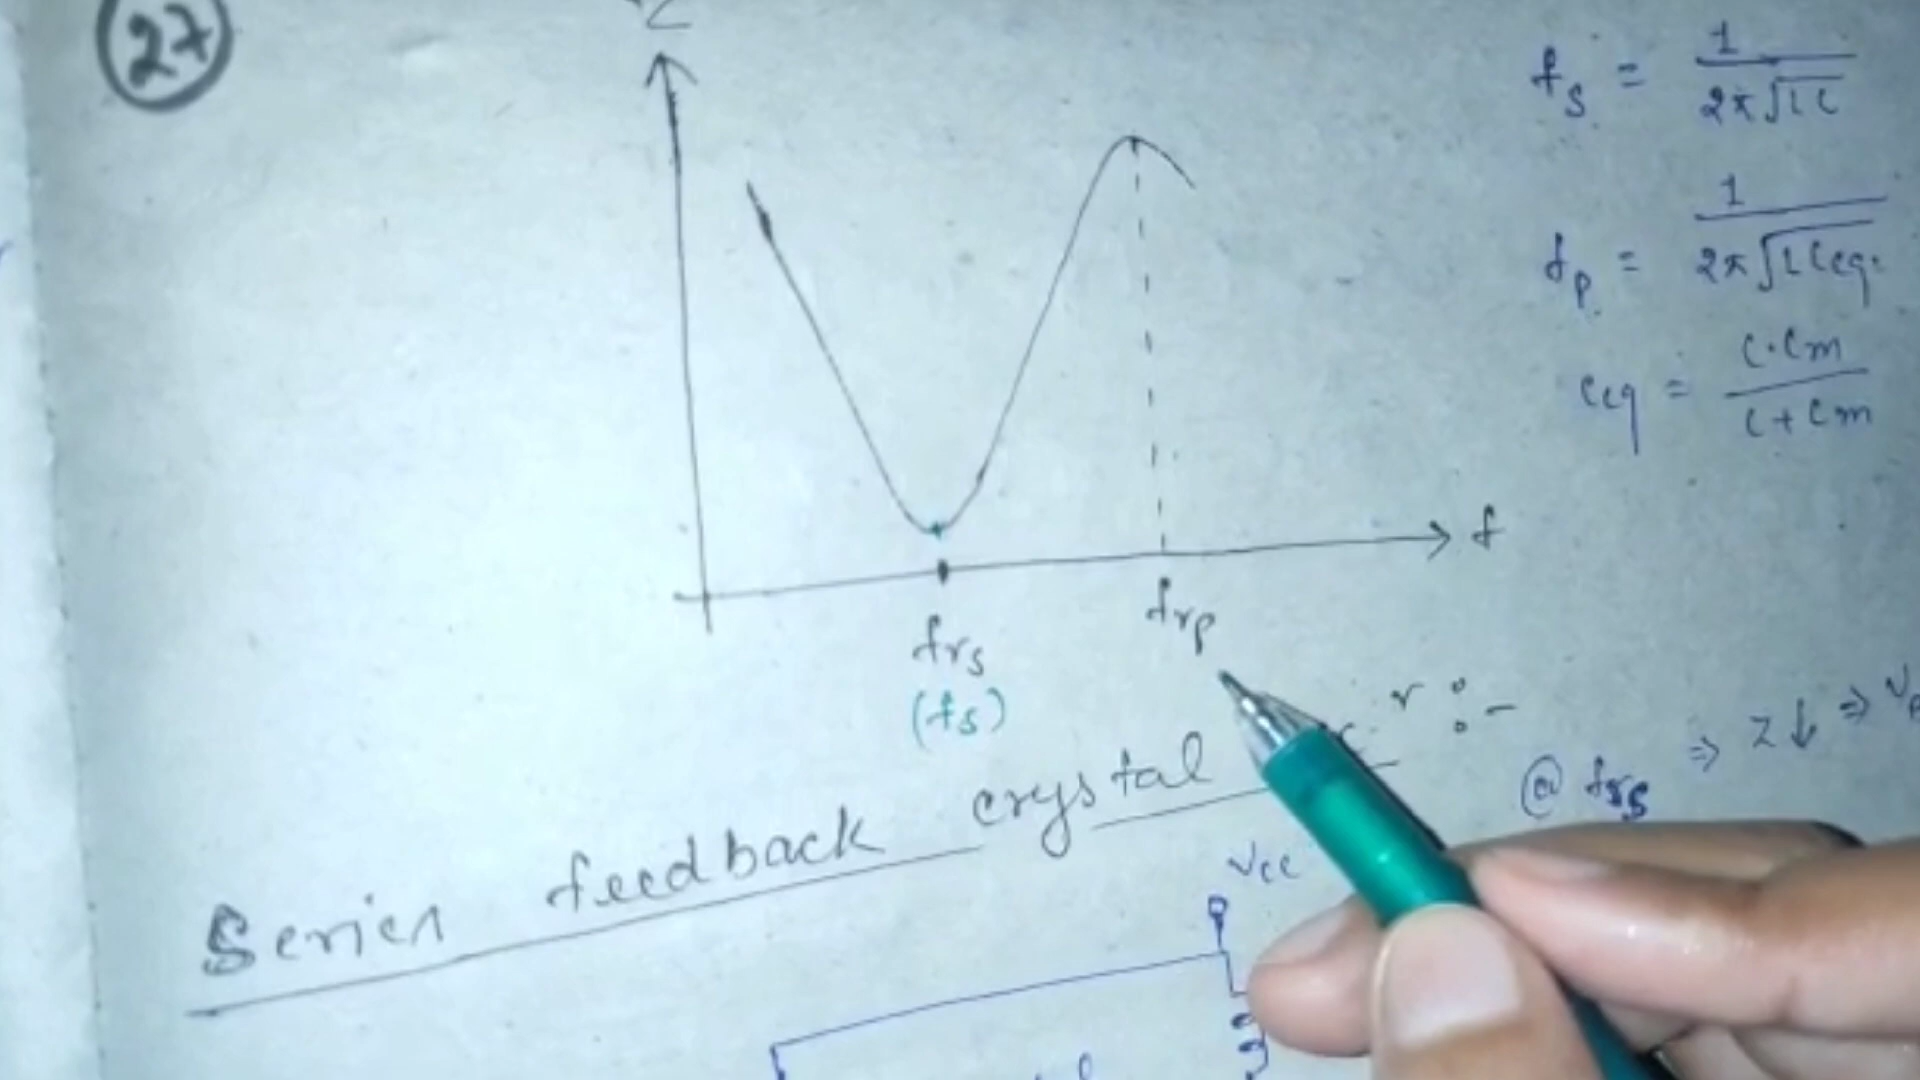 27
Z
fs = 1 / 2π√LC
fp = 1 / 2π√LCeq.
Ceq = C.Cm / C+Cm
f
frs
frp
(fs)
@ frs ⇒ Z↓ ⇒
Series feedback crystal :-
Vcc